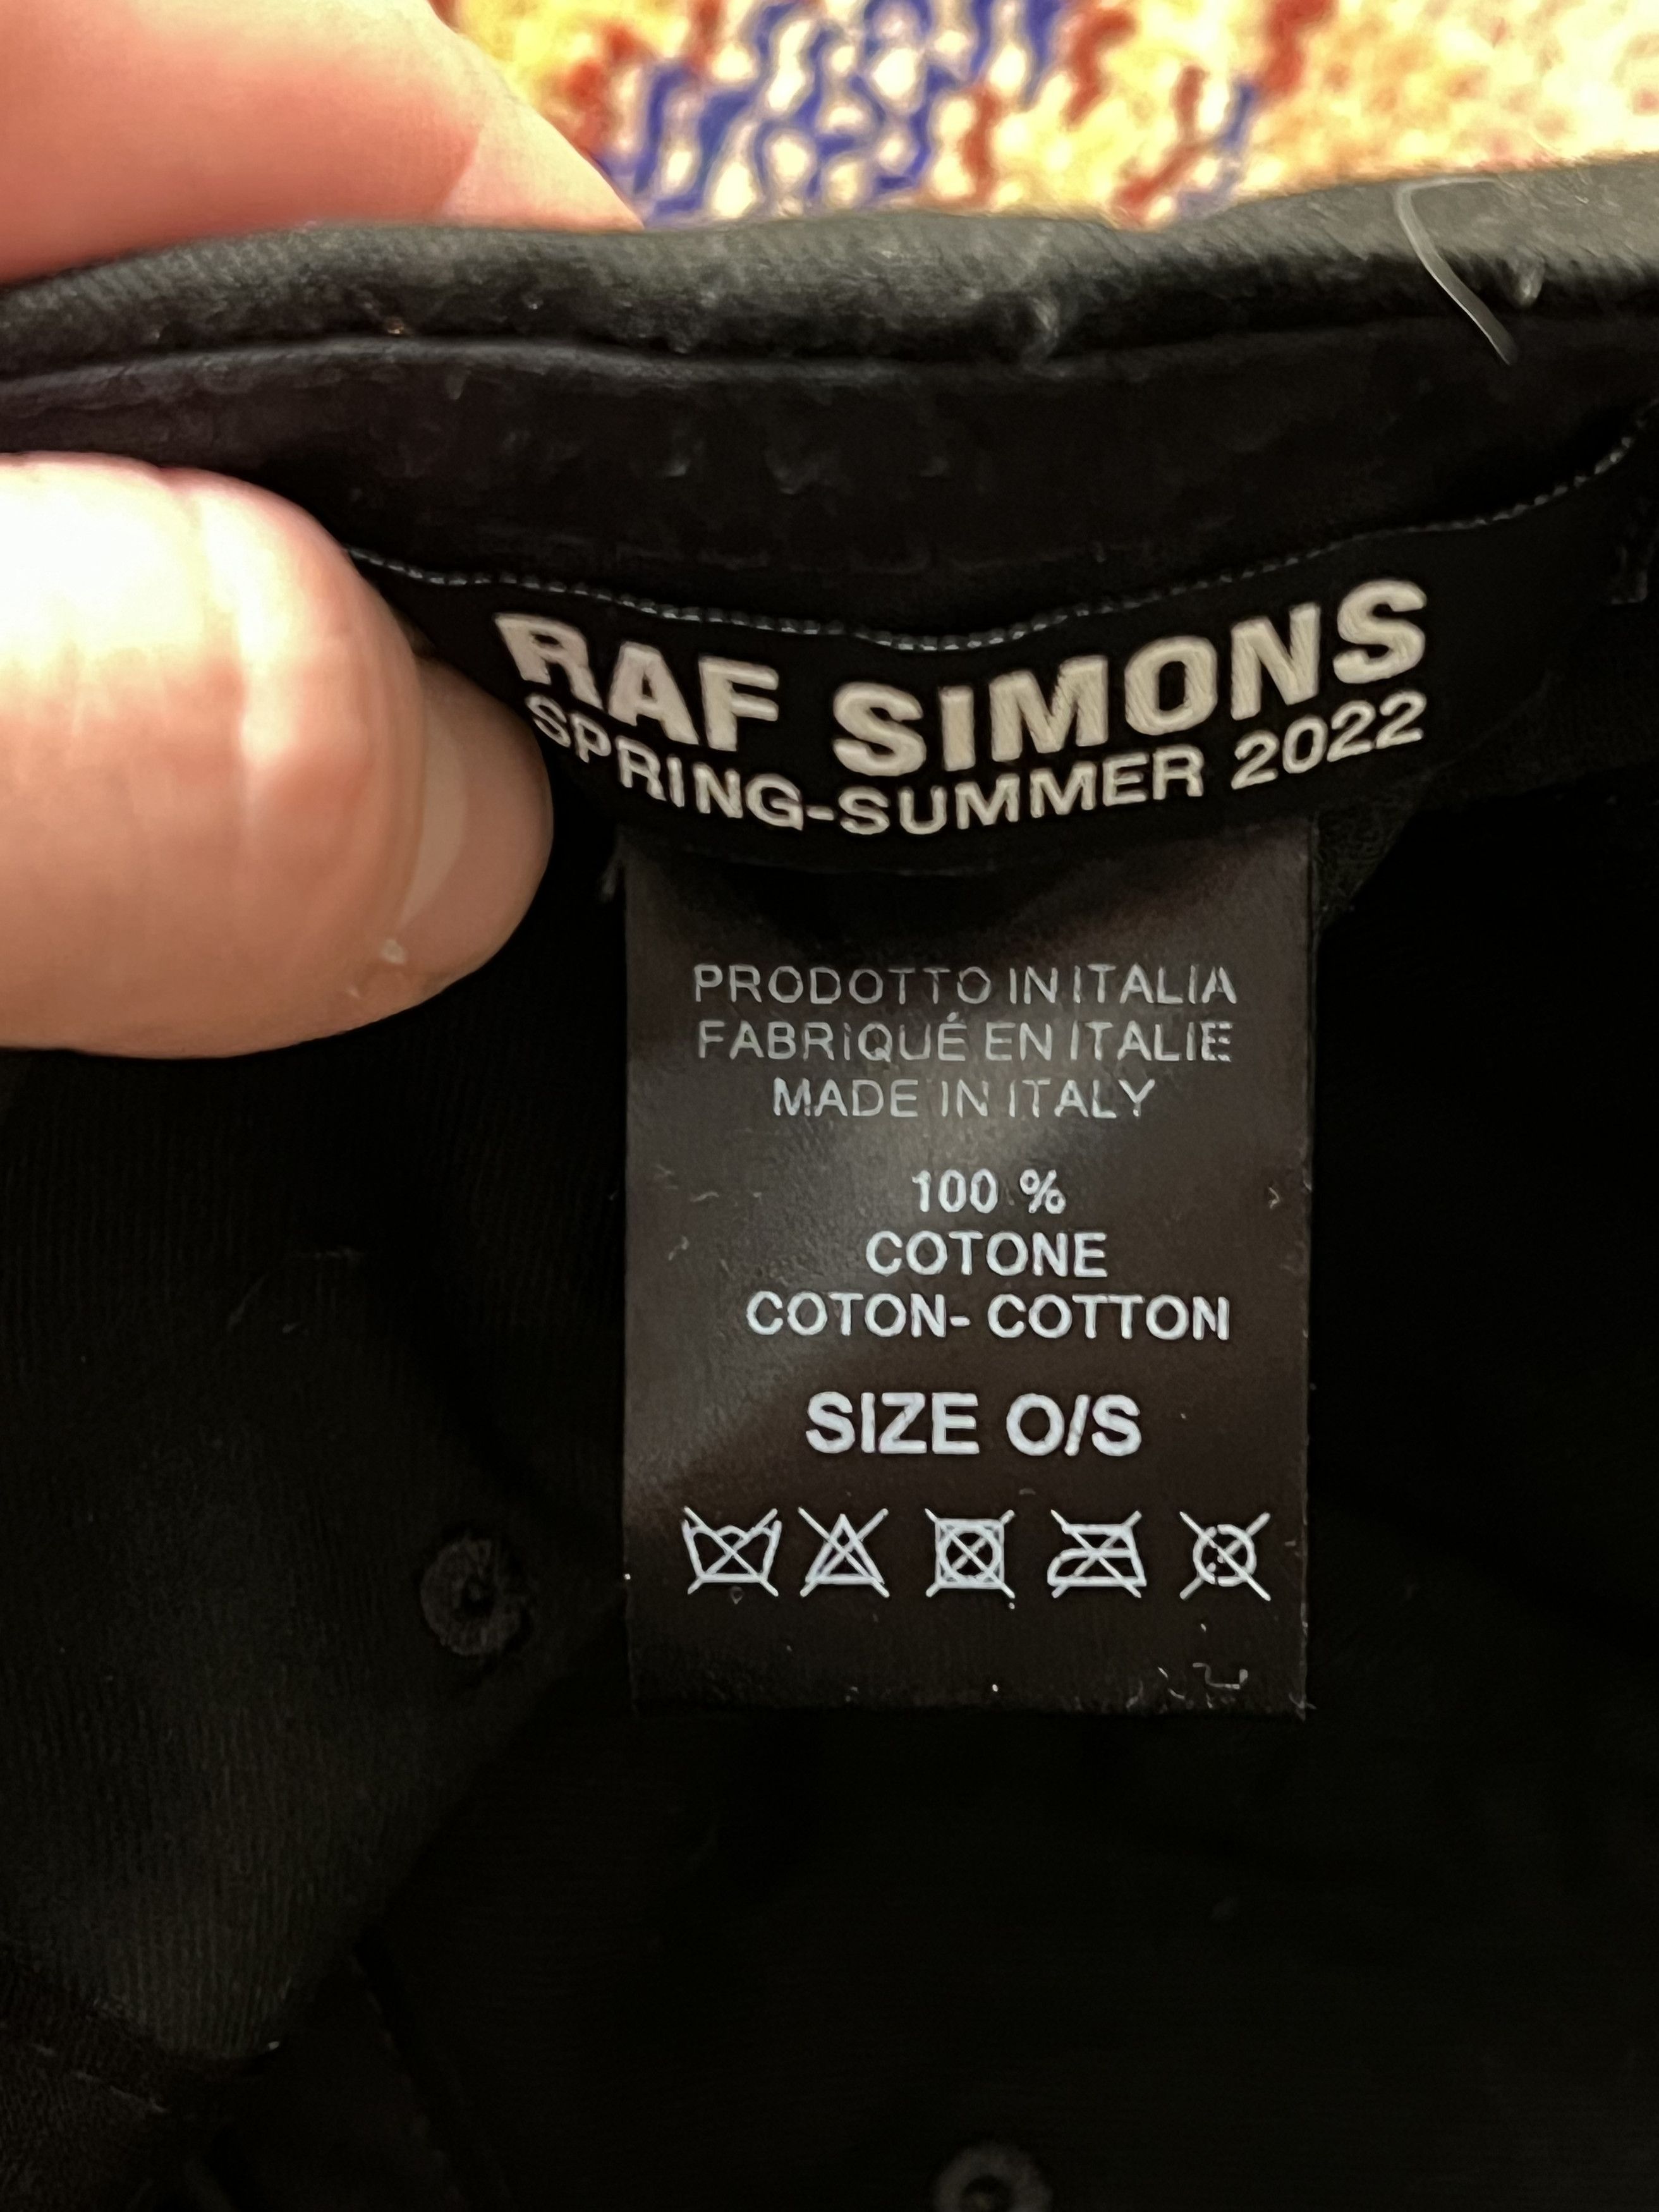 RAF SIMONS
SPRING-SUMMER 2022
PRODOTTO IN ITALIA
FABRIQUÉ EN ITALIE
MADE IN ITALY
100 %
COTONE
COTON- COTTON
SIZE O/S